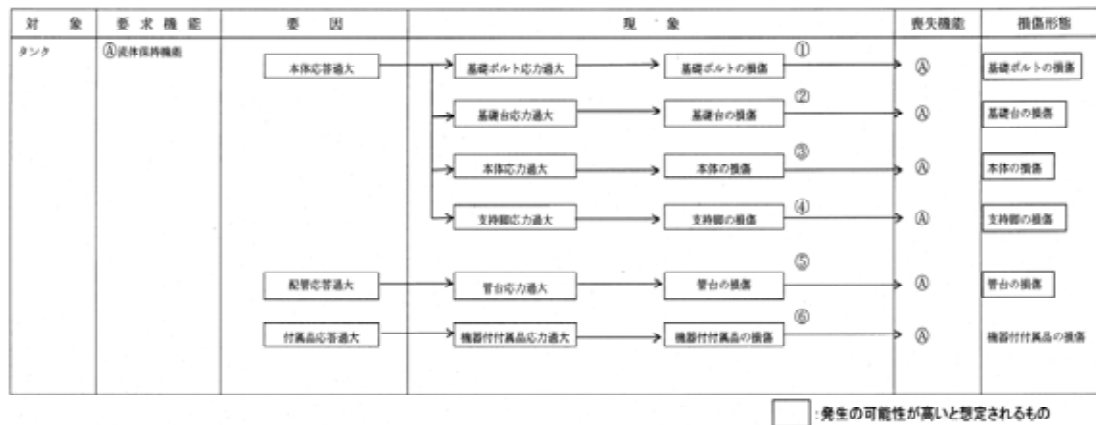 対象 要求機能 要因 現象 喪失機能 損傷形態
タンク Ⓐ流体保持機能
①
本体応答過大 基礎ボルト応力過大 基礎ボルトの損傷 Ⓐ 基礎ボルトの損傷
②
基礎台応力過大 基礎台の損傷 Ⓐ 基礎台の損傷
③
本体応力過大 本体の損傷 Ⓐ 本体の損傷
④
支持脚応力過大 支持脚の損傷 Ⓐ 支持脚の損傷
⑤
配管応答過大 管台応力過大 管台の損傷 Ⓐ 管台の損傷
⑥
付属品応答過大 機器付付属品応力過大 機器付付属品の損傷 Ⓐ 機器付付属品の損傷
:発生の可能性が高いと想定されるもの